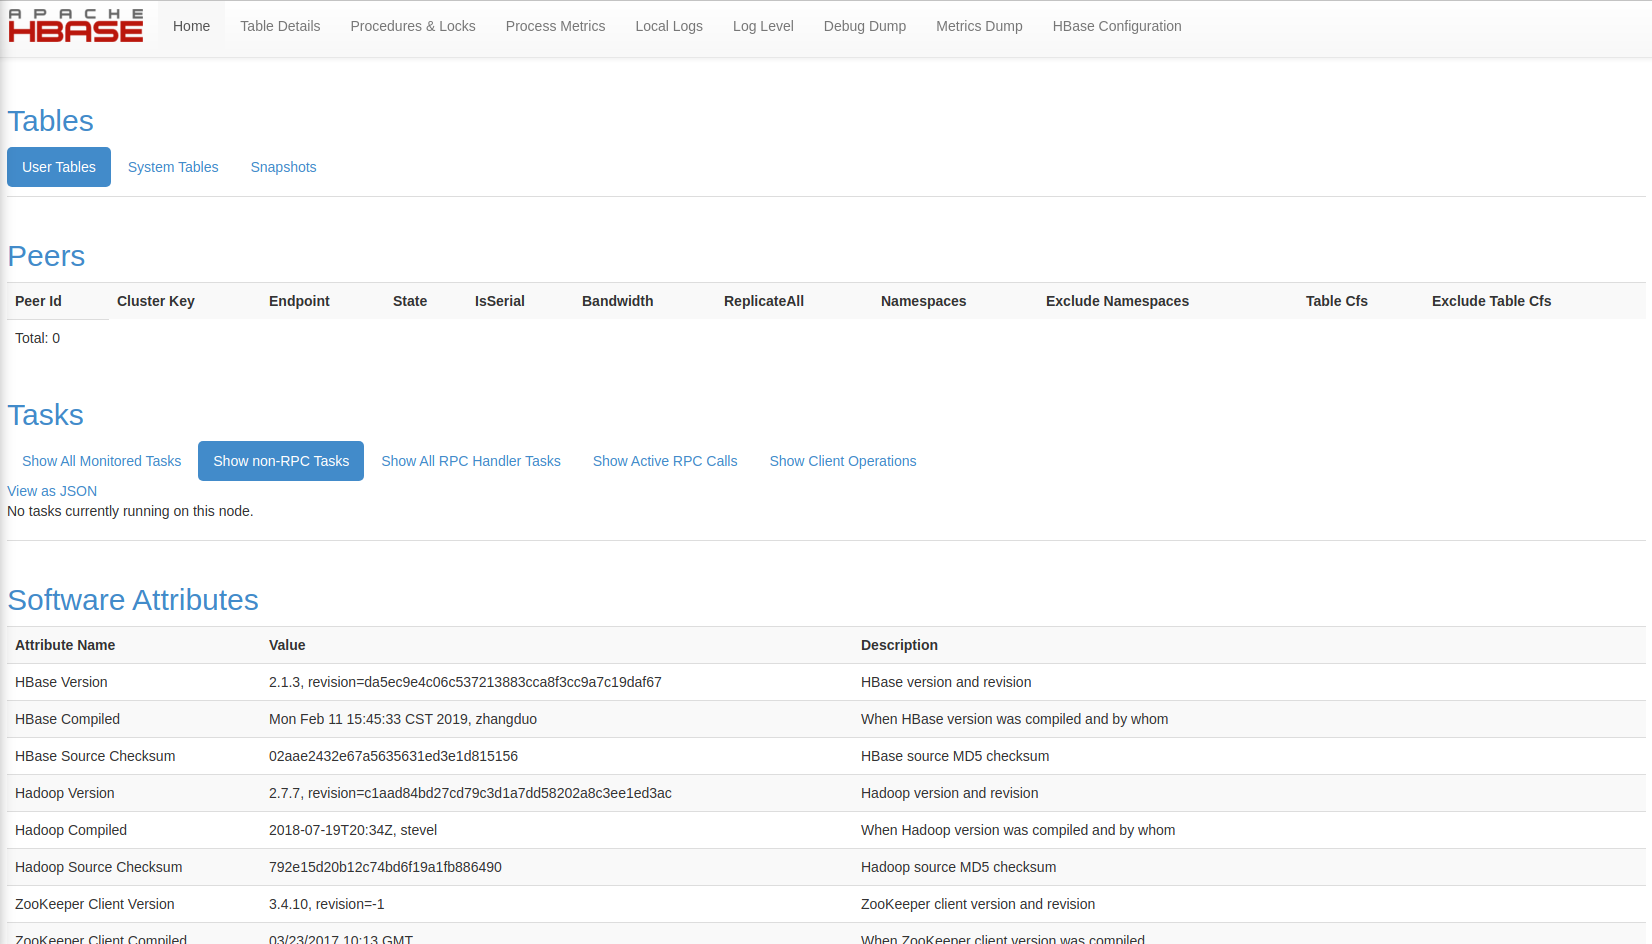 APACHE
HBASE
Home Table Details Procedures & Locks Process Metrics Local Logs Log Level Debug Dump Metrics Dump HBase Configuration
Tables
User Tables System Tables Snapshots
Peers
Peer Id Cluster Key Endpoint State IsSerial Bandwidth ReplicateAll Namespaces Exclude Namespaces Table Cfs Exclude Table Cfs
Total: 0
Tasks
Show All Monitored Tasks Show non-RPC Tasks Show All RPC Handler Tasks Show Active RPC Calls Show Client Operations
View as JSON
No tasks currently running on this node.
Software Attributes
Attribute Name Value Description
HBase Version 2.1.3, revision=da5ec9e4c06c537213883cca8f3cc9a7c19daf67 HBase version and revision
HBase Compiled Mon Feb 11 15:45:33 CST 2019, zhangduo When HBase version was compiled and by whom
HBase Source Checksum 02aae2432e67a5635631ed3e1d815156 HBase source MD5 checksum
Hadoop Version 2.7.7, revision=c1aad84bd27cd79c3d1a7dd58202a8c3ee1ed3ac Hadoop version and revision
Hadoop Compiled 2018-07-19T20:34Z, stevel When Hadoop version was compiled and by whom
Hadoop Source Checksum 792e15d20b12c74bd6f19a1fb886490 Hadoop source MD5 checksum
ZooKeeper Client Version 3.4.10, revision=-1 ZooKeeper client version and revision
ZooKeeper Client Compiled 03/23/2017 10:13 GMT When ZooKeeper client version was compiled